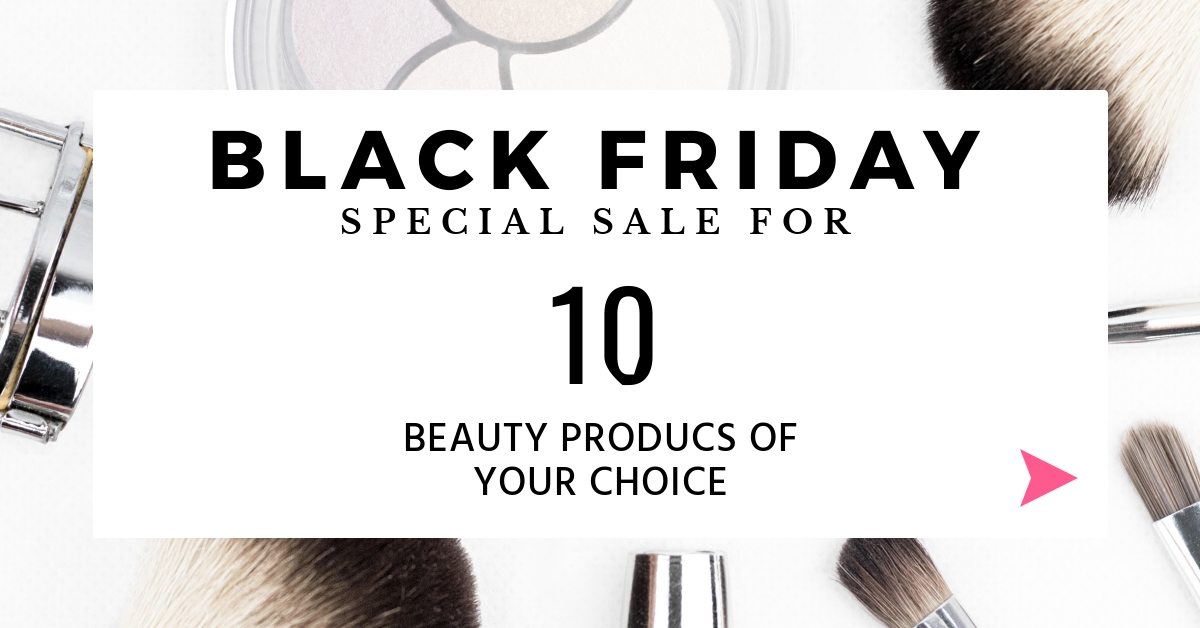 BLACK FRIDAY
SPECIAL SALE FOR
10
BEAUTY PRODUCS OF
YOUR CHOICE